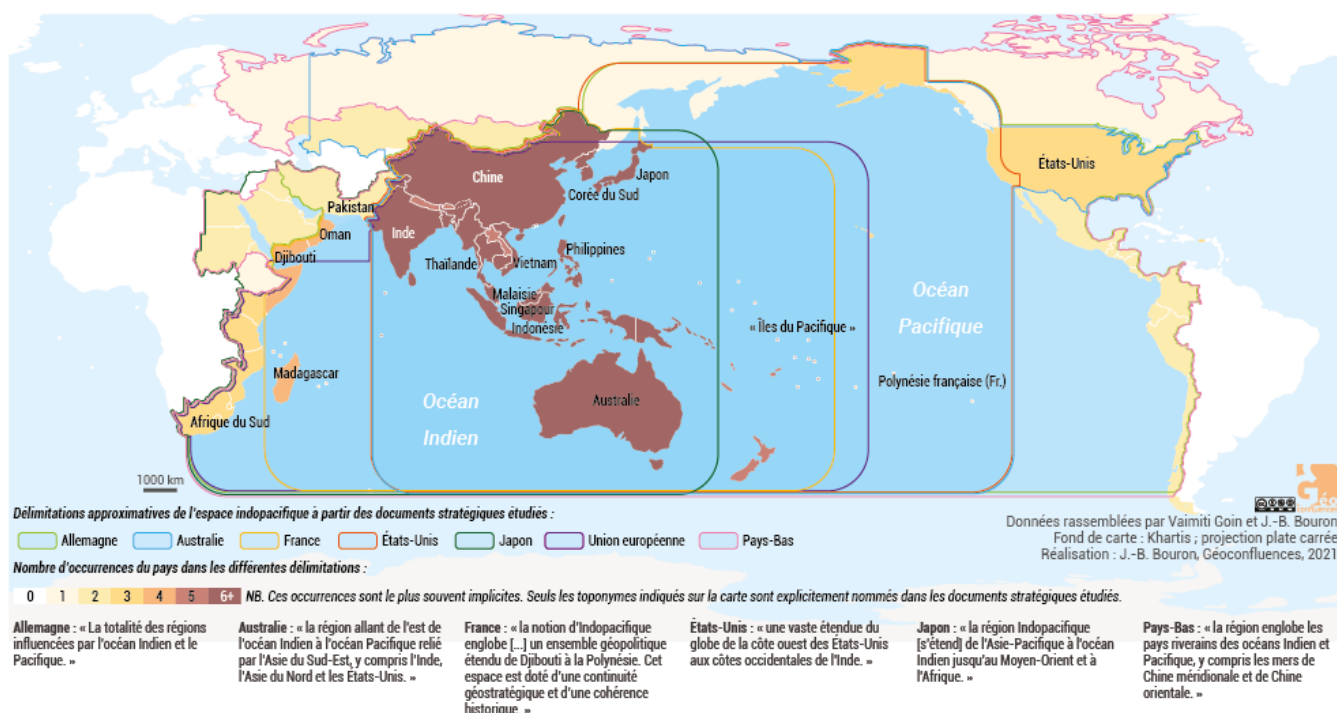 États-Unis
Chine
Japon
Corée du Sud
Pakistan
Oman
Inde
Djibouti
Philippines
Thaïlande
Vietnam
Malaisie
Singapour
Indonésie
Océan
Pacifique
« Îles du Pacifique »
Madagascar
Polynésie française (Fr.)
Océan
Indien
Australie
Afrique du Sud
1000 km
Géo
confluences
Délimitations approximatives de l'espace indopacifique à partir des documents stratégiques étudiés :
Allemagne
Australie
France
États-Unis
Japon
Union européenne
Pays-Bas
Données rassemblées par Vaimiti Goin et J.-B. Bouron
Fond de carte : Khartis ; projection plate carrée
Réalisation : J.-B. Bouron, Géoconfluences, 2021
Nombre d'occurrences du pays dans les différentes délimitations :
0 1 2 3 4 5 6+
NB. Ces occurrences sont le plus souvent implicites. Seuls les toponymes indiqués sur la carte sont explicitement nommés dans les documents stratégiques étudiés.
Allemagne : « La totalité des régions
influencées par l'océan Indien et le
Pacifique. »
Australie : « la région allant de l'est de
l'océan Indien à l'océan Pacifique relié
par l'Asie du Sud-Est, y compris l'Inde,
l'Asie du Nord et les États-Unis. »
France : « la notion d'Indopacifique
englobe [...] un ensemble géopolitique
étendu de Djibouti à la Polynésie. Cet
espace est doté d'une continuité
géostratégique et d'une cohérence
historique. »
États-Unis : « une vaste étendue du
globe de la côte ouest des États-Unis
aux côtes occidentales de l'Inde. »
Japon : « la région Indopacifique
[s'étend] de l'Asie-Pacifique à l'océan
Indien jusqu'au Moyen-Orient et à
l'Afrique. »
Pays-Bas : « la région englobe les
pays riverains des océans Indien et
Pacifique, y compris les mers de
Chine méridionale et de Chine
orientale. »